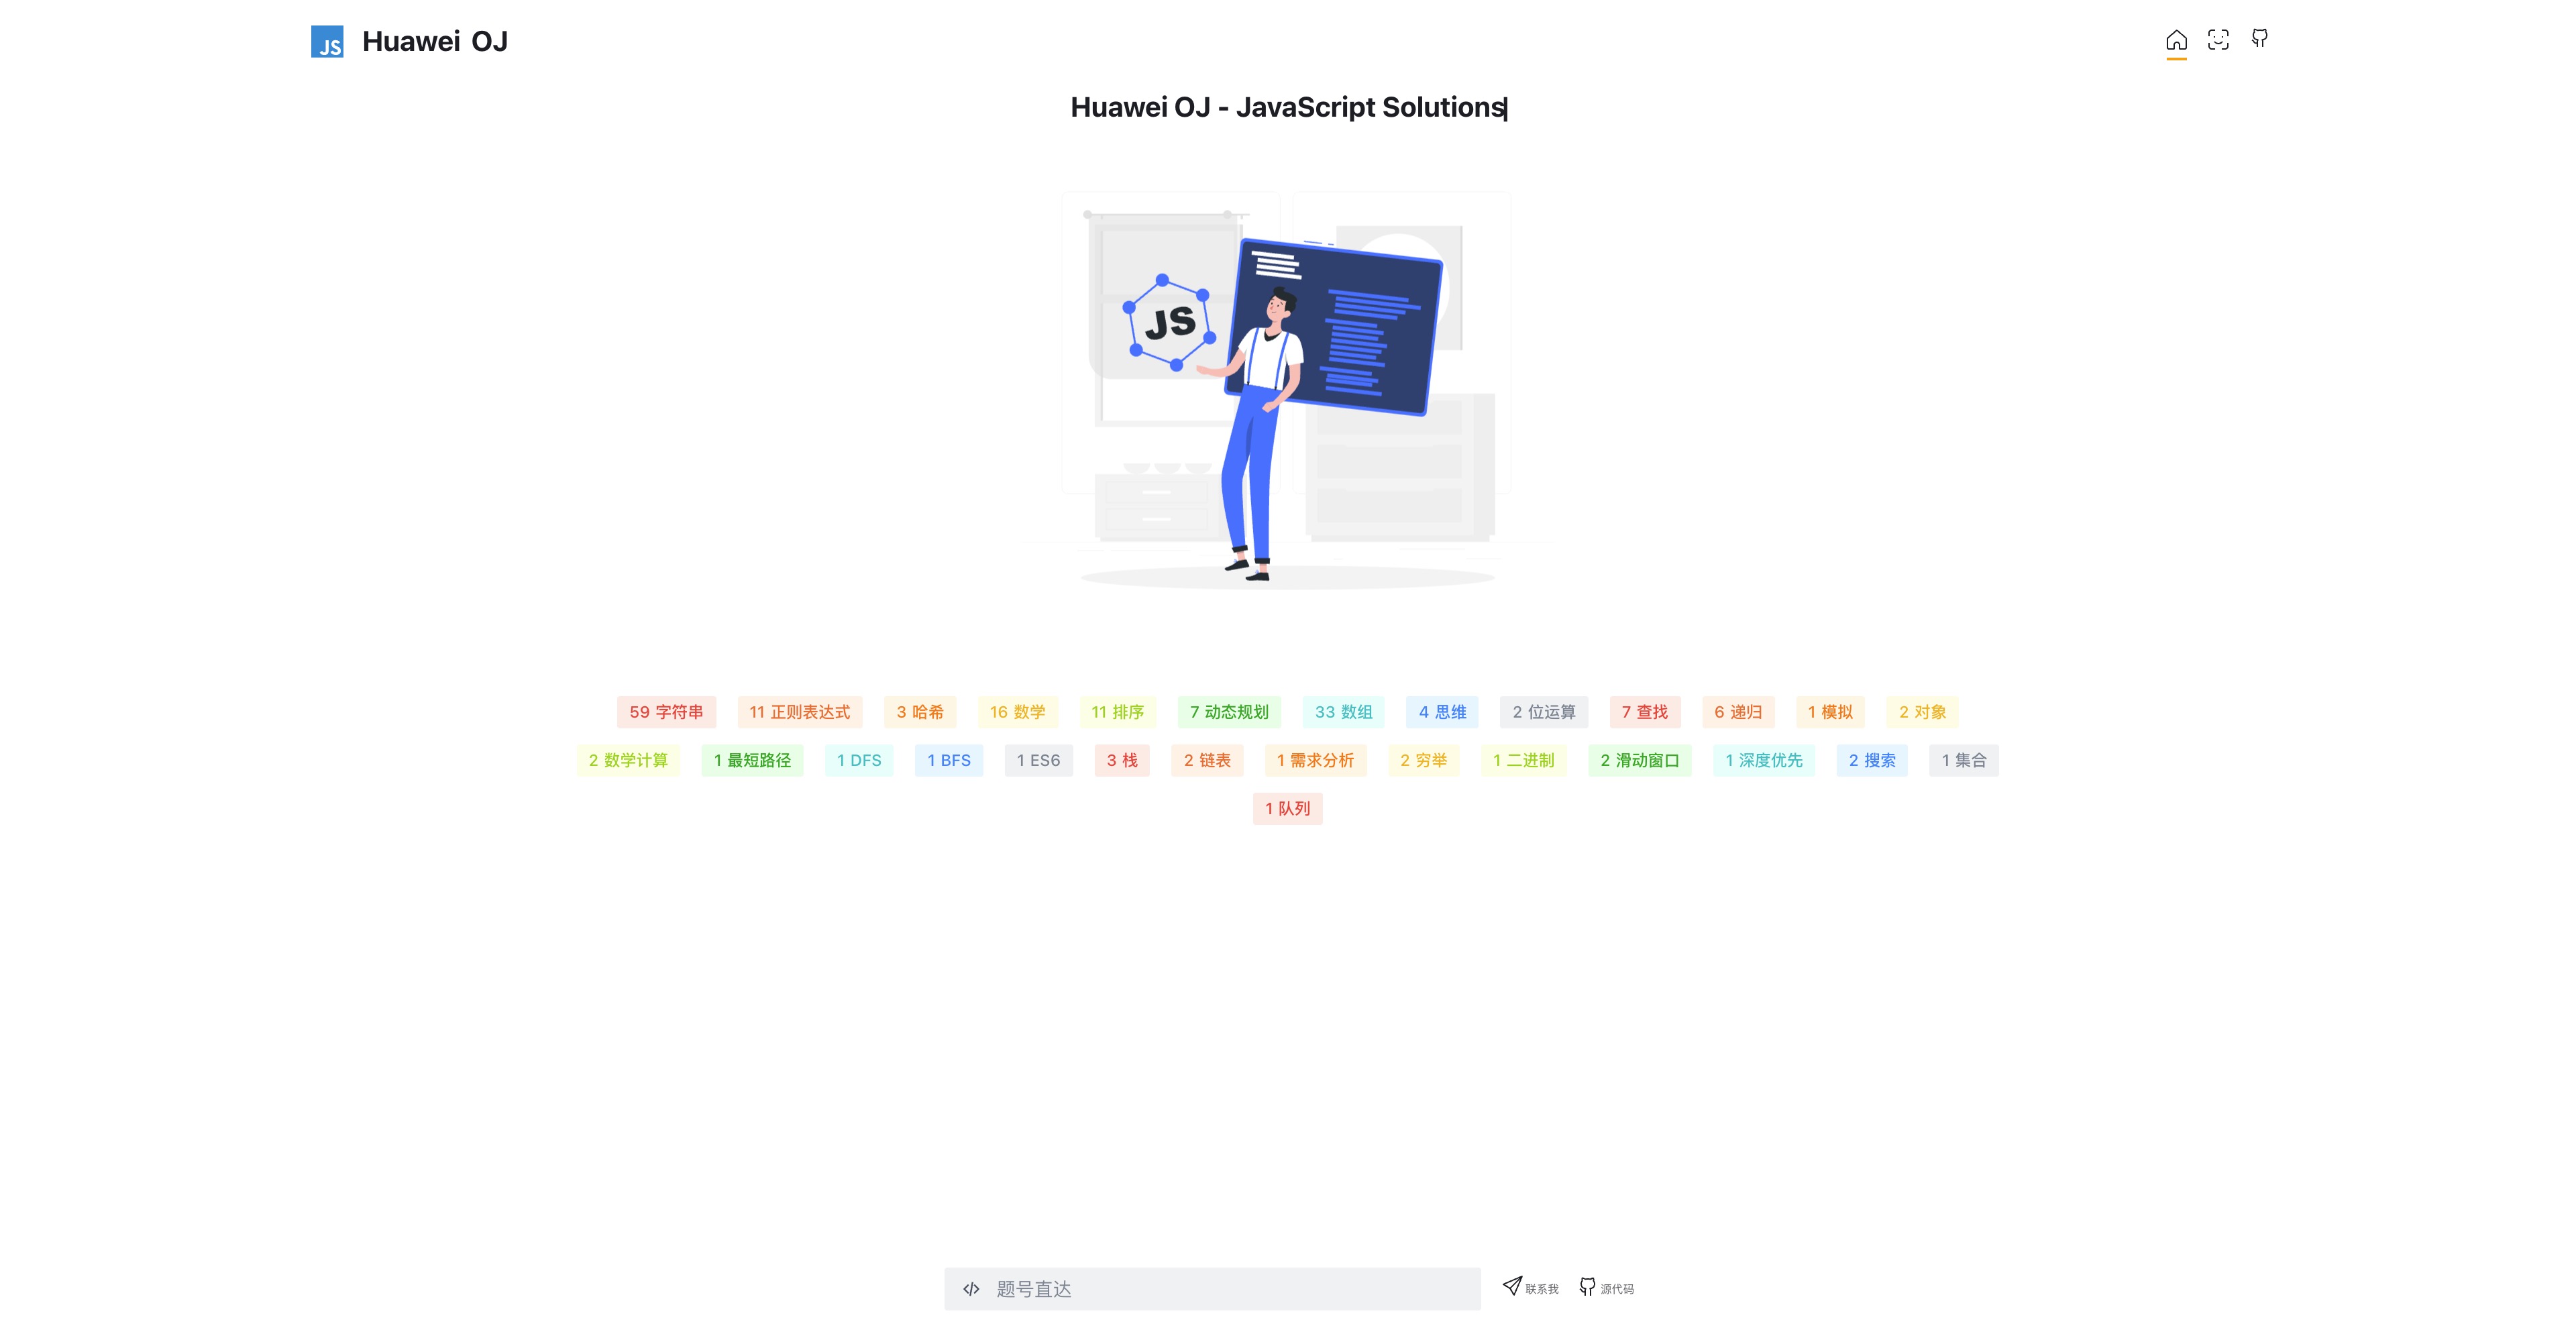 JS Huawei OJ
Huawei OJ - JavaScript Solutions
JS
59 字符串 11 正则表达式 3 哈希 16 数学 11 排序 7 动态规划 33 数组 4 思维 2 位运算 7 查找 6 递归 1 模拟 2 对象
2 数学计算 1 最短路径 1 DFS 1 BFS 1 ES6 3 栈 2 链表 1 需求分析 2 穷举 1 二进制 2 滑动窗口 1 深度优先 2 搜索 1 集合
1 队列
题号直达 联系我 源代码